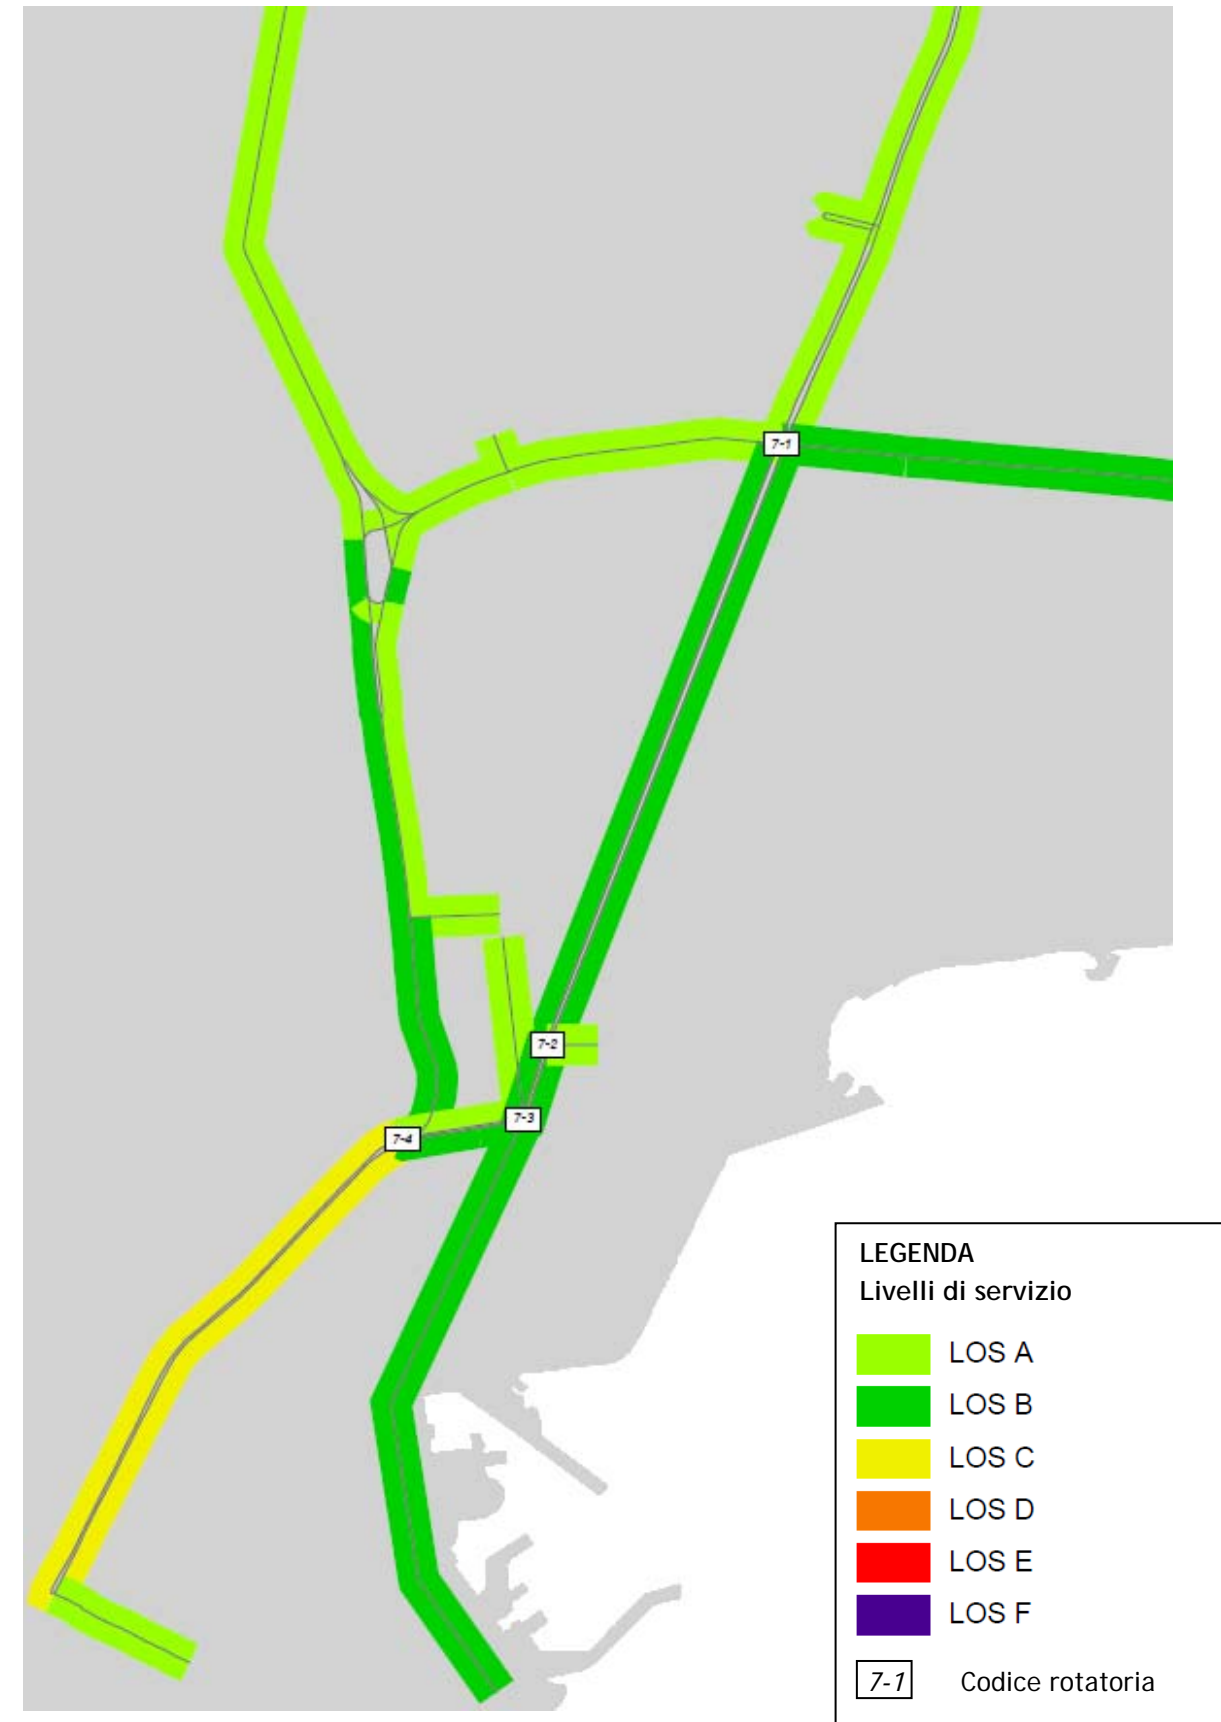 7-1
7-2
7-3
7-4
LEGENDA
Livelli di servizio
LOS A
LOS B
LOS C
LOS D
LOS E
LOS F
7-1 Codice rotatoria